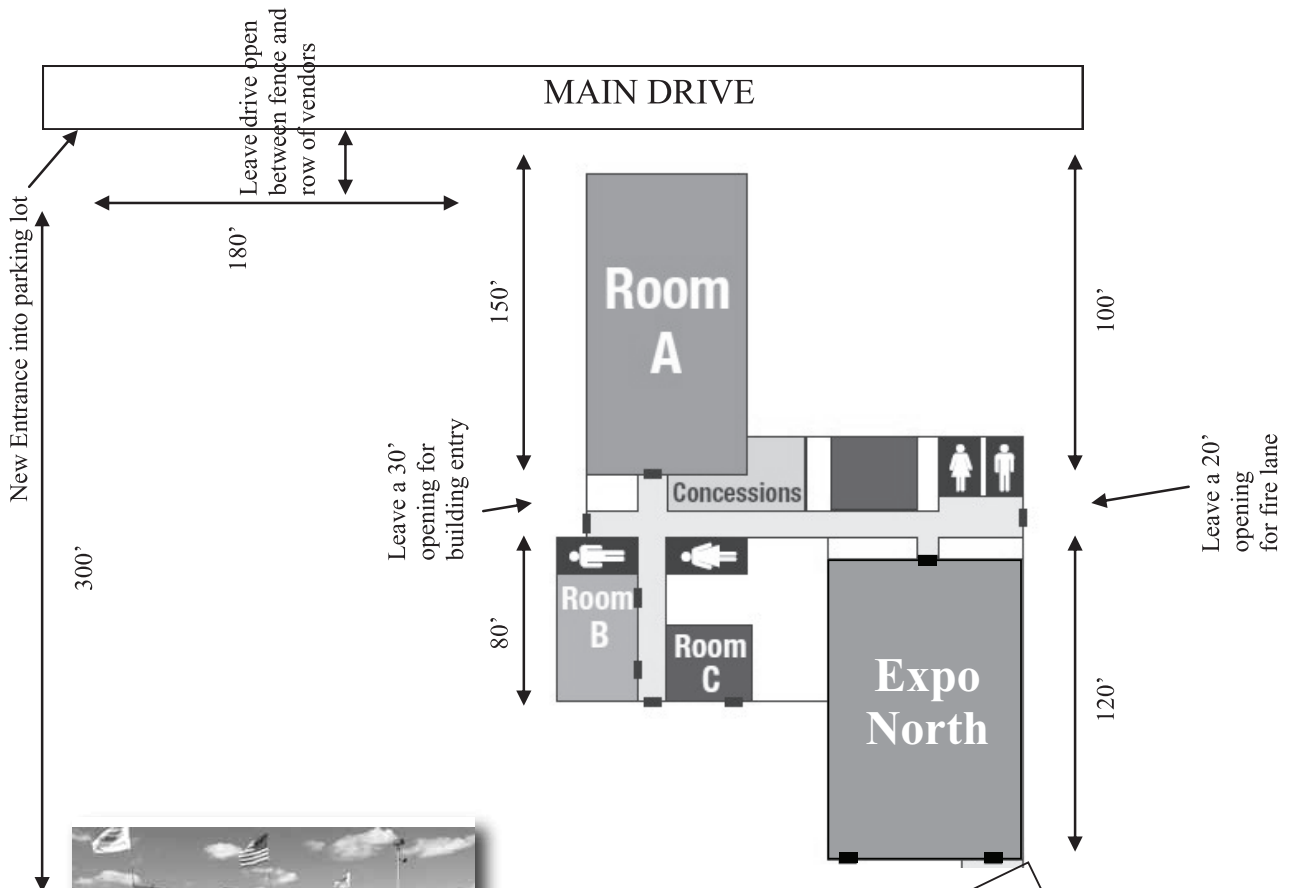 MAIN DRIVE
Leave drive open
between fence and
row of vendors
New Entrance into parking lot
180’
150’
100’
Room
A
Leave a 30’
opening for
building entry
Concessions
Leave a 20’
opening
for fire lane
300’
80’
Room
B
Room
C
Expo
North
120’